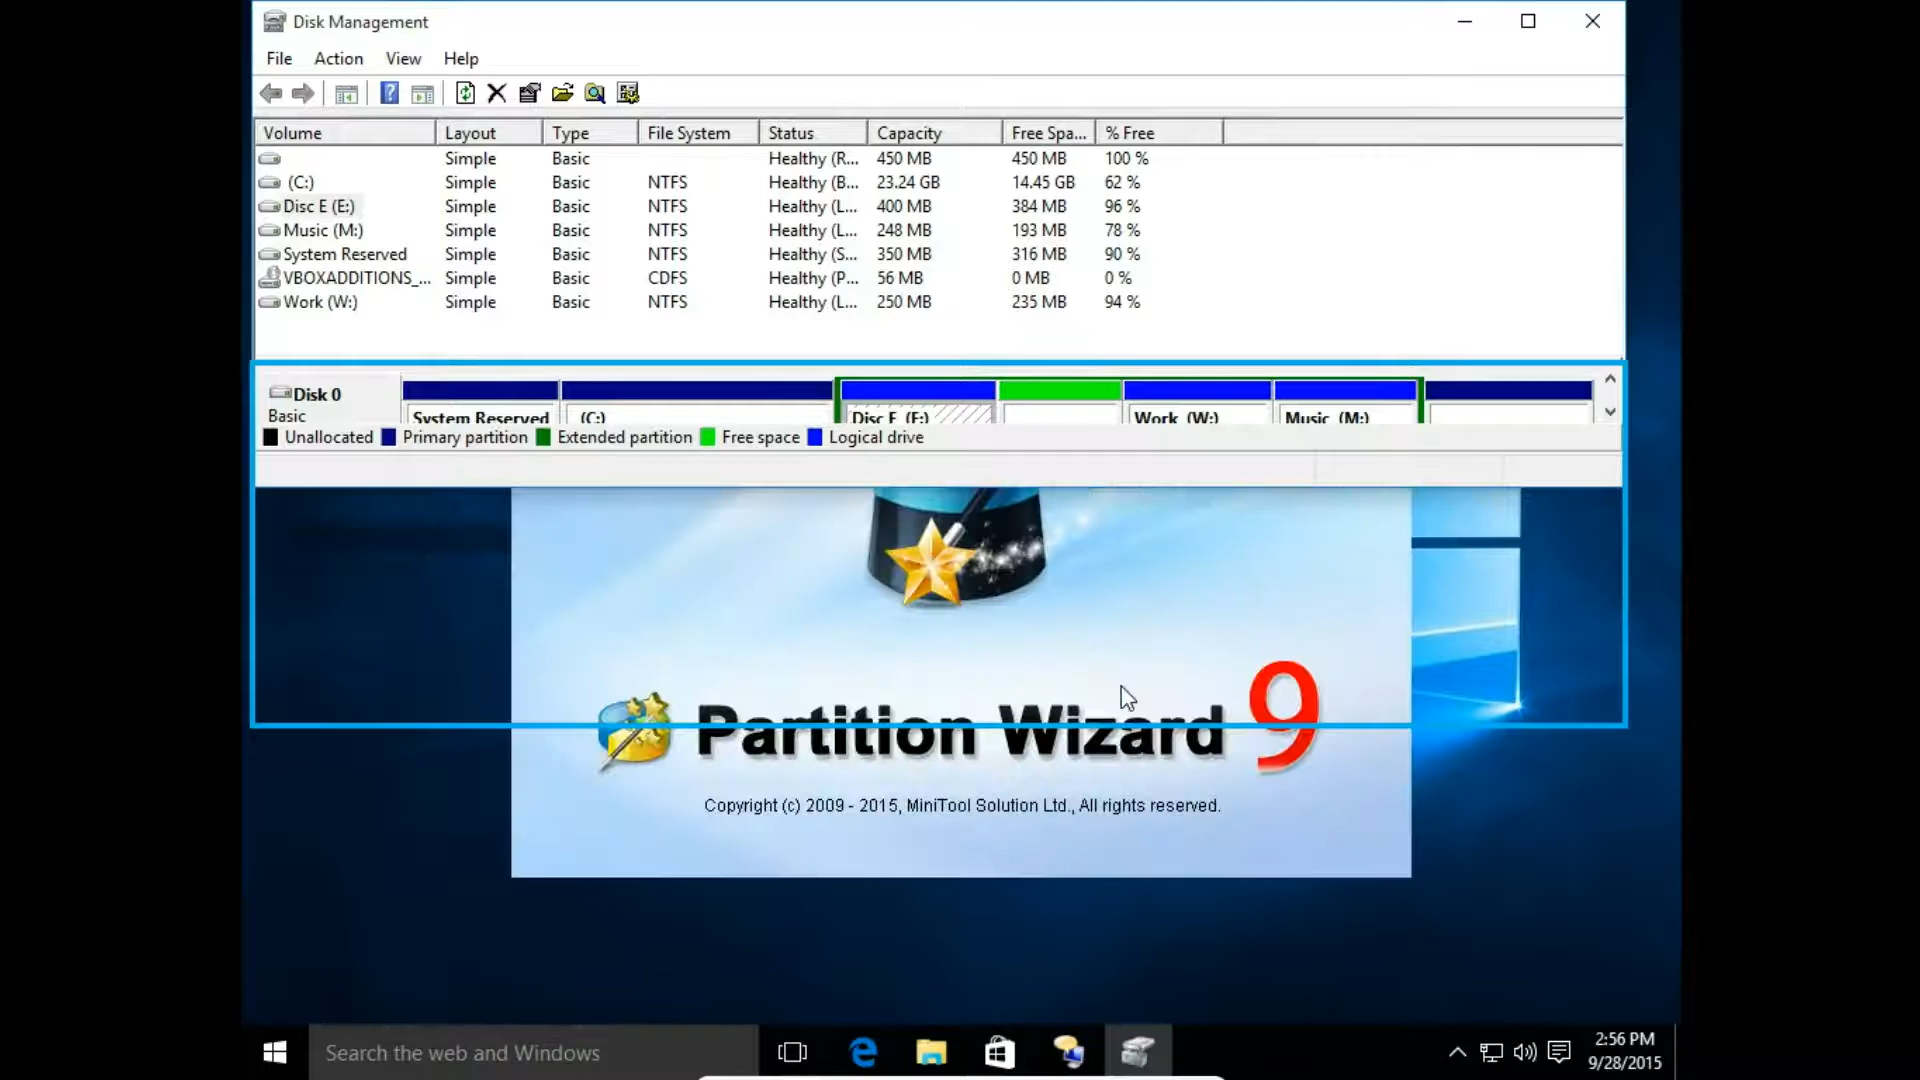 Disk Management
File Action View Help
Volume Layout Type File System Status Capacity Free Spa... % Free
Simple Basic Healthy (R... 450 MB 450 MB 100 %
(C:) Simple Basic NTFS Healthy (B... 23.24 GB 14.45 GB 62 %
Disc E (E:) Simple Basic NTFS Healthy (L... 400 MB 384 MB 96 %
Music (M:) Simple Basic NTFS Healthy (L... 248 MB 193 MB 78 %
System Reserved Simple Basic NTFS Healthy (S... 350 MB 316 MB 90 %
VBOXADDITIONS_... Simple Basic CDFS Healthy (P... 56 MB 0 MB 0 %
Work (W:) Simple Basic NTFS Healthy (L... 250 MB 235 MB 94 %
Disk 0
Basic
System Reserved (C:) Disc E (E:) Work (W:) Music (M:)
Unallocated Primary partition Extended partition Free space Logical drive
Partition Wizard 9
Copyright (c) 2009 - 2015, MiniTool Solution Ltd., All rights reserved.
Search the web and Windows
2:56 PM
9/28/2015